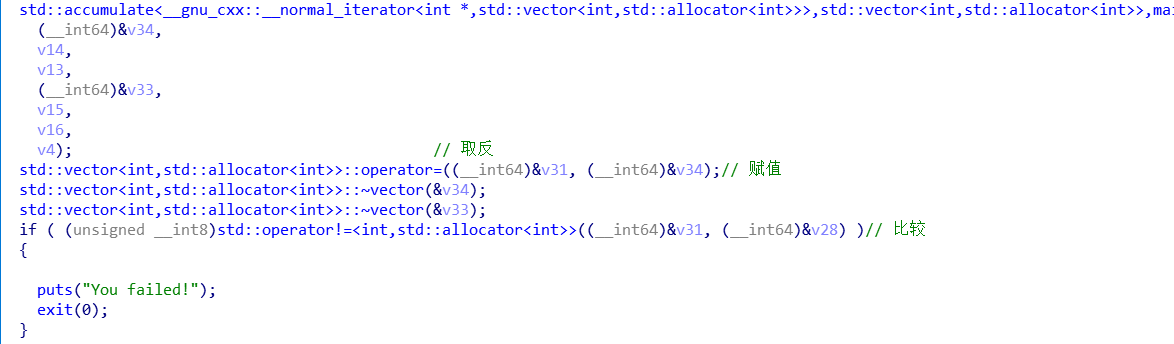 std::accumulate<__gnu_cxx::__normal_iterator<int *,std::vector<int,std::allocator<int>>>,std::vector<int,std::allocator<int>>,mai
(__int64)&v34,
v14,
v13,
(__int64)&v33,
v15,
v16,
v4); // 取反
std::vector<int,std::allocator<int>>::operator=((__int64)&v31, (__int64)&v34);// 赋值
std::vector<int,std::allocator<int>>::~vector(&v34);
std::vector<int,std::allocator<int>>::~vector(&v33);
if ( (unsigned __int8)std::operator!=<int,std::allocator<int>>((__int64)&v31, (__int64)&v28) )// 比较
{
puts("You failed!");
exit(0);
}